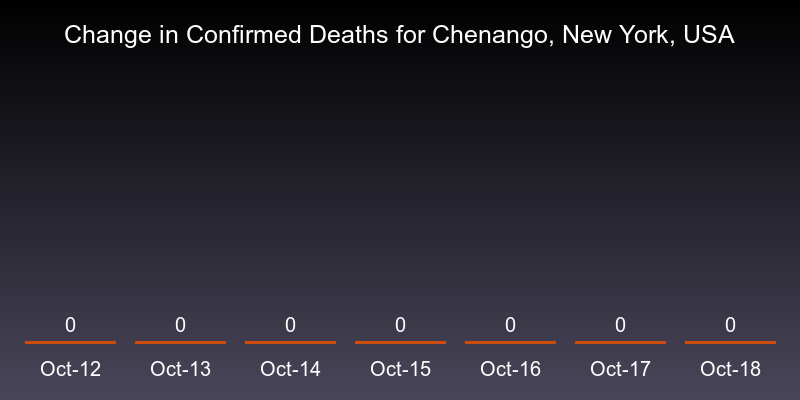 Change in Confirmed Deaths for Chenango, New York, USA
0 0 0 0 0 0 0
Oct-12 Oct-13 Oct-14 Oct-15 Oct-16 Oct-17 Oct-18